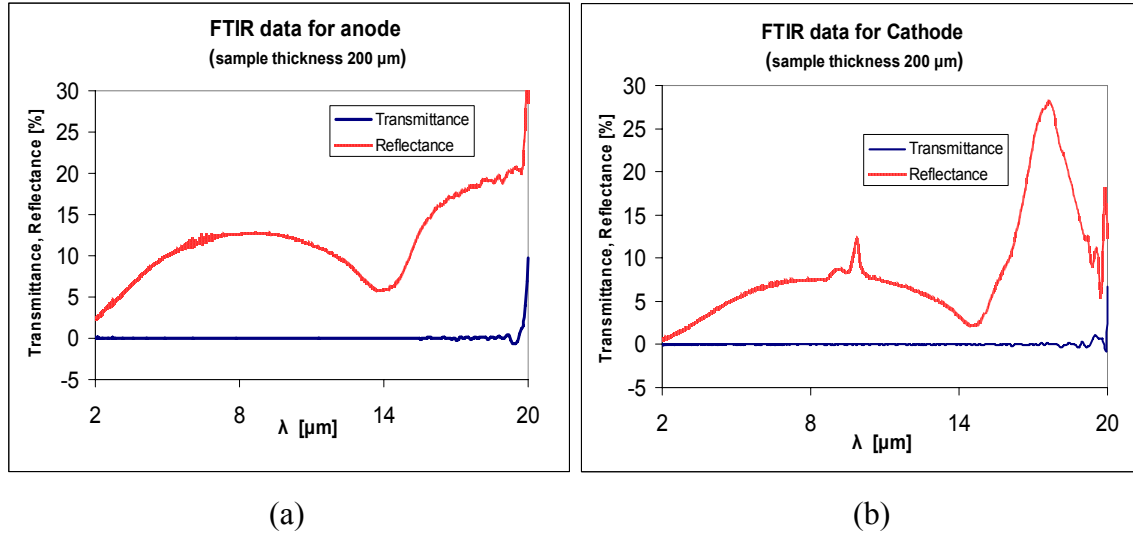 FTIR data for anode
(sample thickness 200 µm)
Transmittance, Reflectance [%]
30
25
20
15
10
5
0
-5
Transmittance
Reflectance
2 8 14 20
λ [µm]
(a)
FTIR data for Cathode
(sample thickness 200 µm)
Transmittance, Reflectance [%]
30
25
20
15
10
5
0
-5
Transmittance
Reflectance
2 8 14 20
λ [µm]
(b)